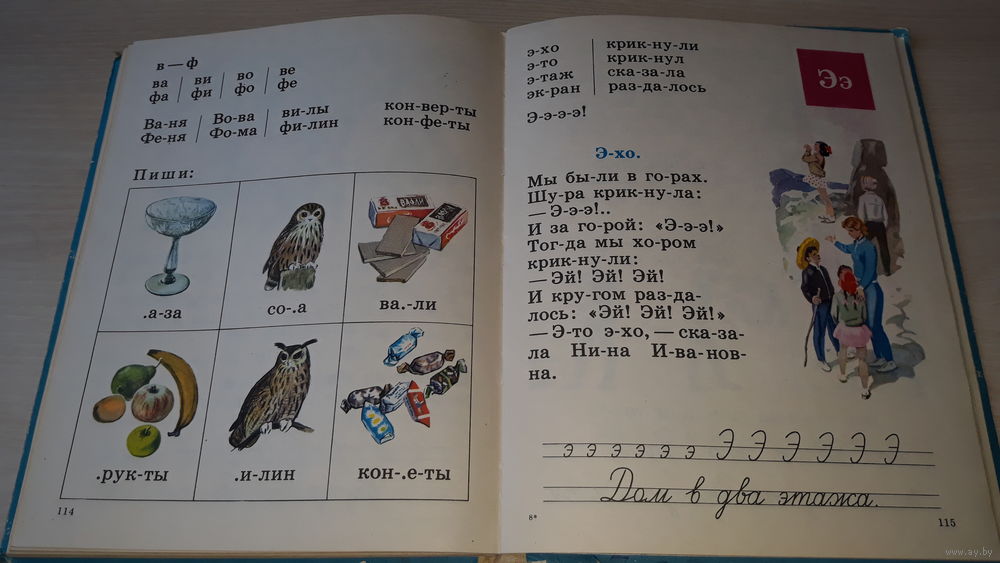 в — ф
ва | ви | во | ве
фа | фи | фо | фе
Ва-ня | Во-ва | ви-лы кон-вер-ты
Фе-ня | Фо-ма | фи-лин кон-фе-ты
Пиши:
ВАФЛИ
.а-за со-.а ва.-ли
.рук-ты .и-лин кон-.е-ты
114
э-хо | крик-ну-ли
э-то | крик-нул
э-таж | ска-за-ла
эк-ран | раз-да-лось
Э-э-э-э!
Ээ
Э-хо.
Мы бы-ли в го-рах.
Шу-ра крик-ну-ла:
— Э-э-э!..
И за го-рой: «Э-э-э!»
Тог-да мы хо-ром
крик-ну-ли:
— Эй! Эй! Эй!
И кру-гом раз-да-
лось: «Эй! Эй! Эй!»
— Э-то э-хо, — ска-за-
ла Ни-на И-ва-нов-
на.
э э э э э э Э Э Э Э Э Э
Дом в два этажа.
8*
115
www.ay.by